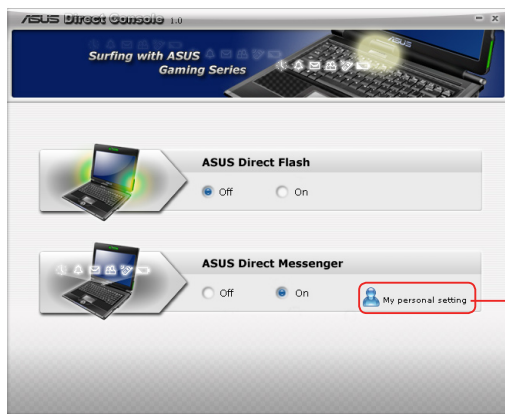 ASUS Direct Console 1.0
Surfing with ASUS
Gaming Series
ASUS
ASUS Direct Flash
Off On
ASUS Direct Messenger
Off On My personal setting